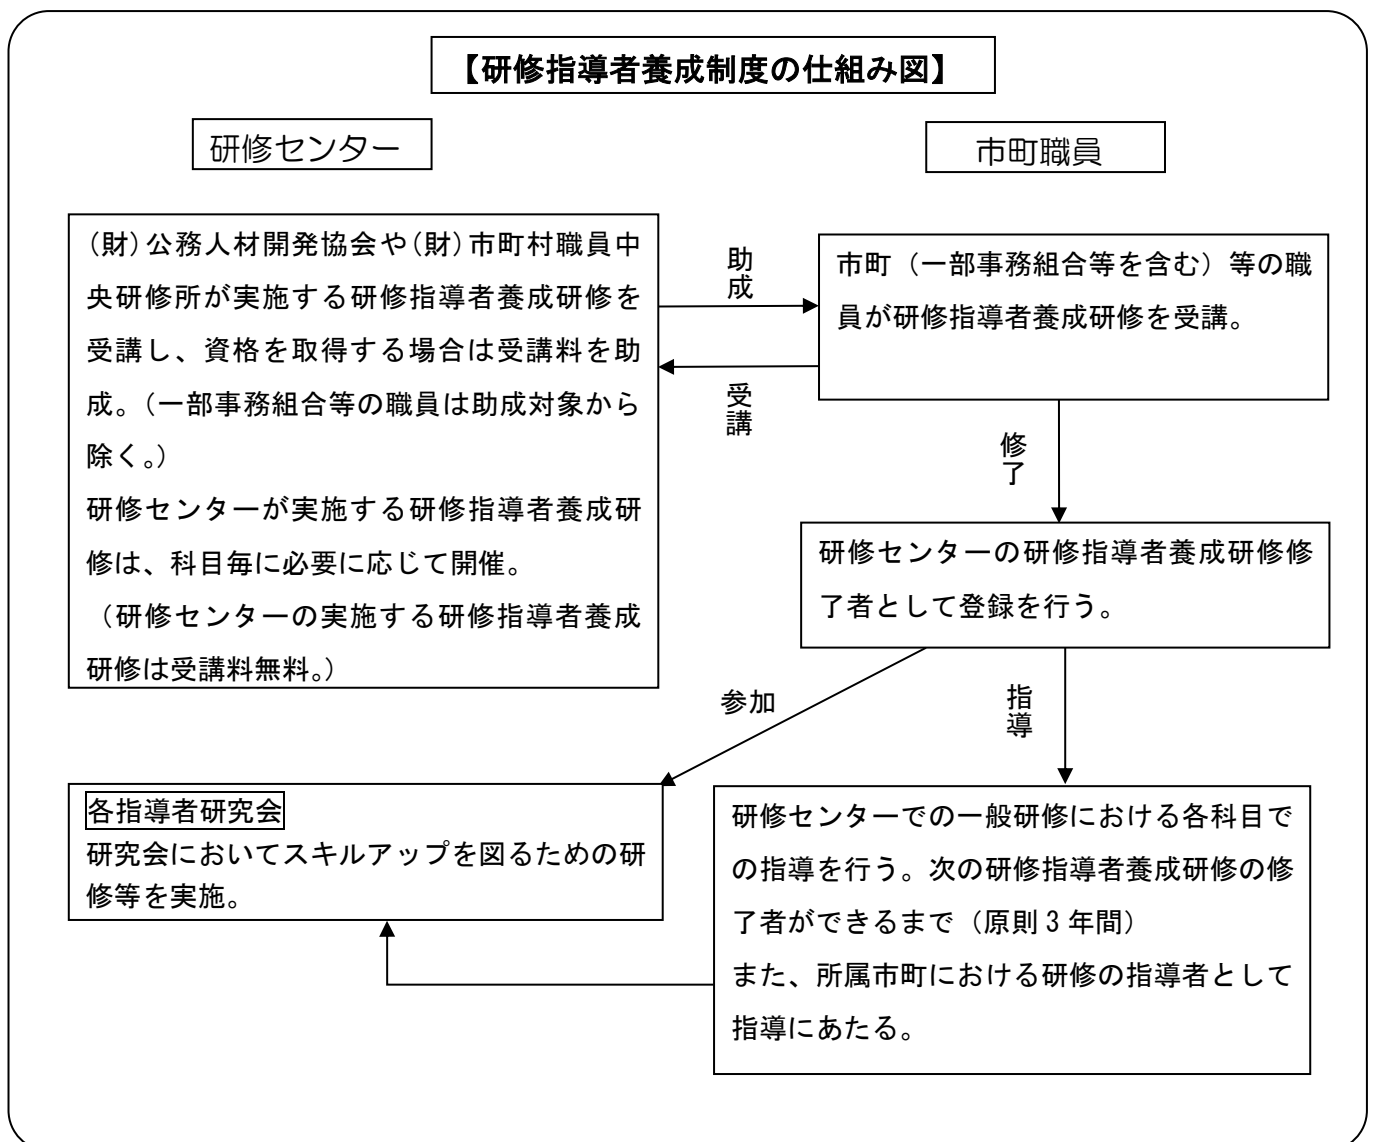 【研修指導者養成制度の仕組み図】
研修センター
市町職員
(財)公務人材開発協会や(財)市町村職員中
央研修所が実施する研修指導者養成研修を
受講し、資格を取得する場合は受講料を助
成。(一部事務組合等の職員は助成対象から
除く。)
研修センターが実施する研修指導者養成研
修は、科目毎に必要に応じて開催。
(研修センターの実施する研修指導者養成
研修は受講料無料。)
助成
受講
市町（一部事務組合等を含む）等の職
員が研修指導者養成研修を受講。
修了
研修センターの研修指導者養成研修修
了者として登録を行う。
参加
指導
各指導者研究会
研究会においてスキルアップを図るための研
修等を実施。
研修センターでの一般研修における各科目で
の指導を行う。次の研修指導者養成研修の修
了者ができるまで（原則3年間）
また、所属市町における研修の指導者として
指導にあたる。